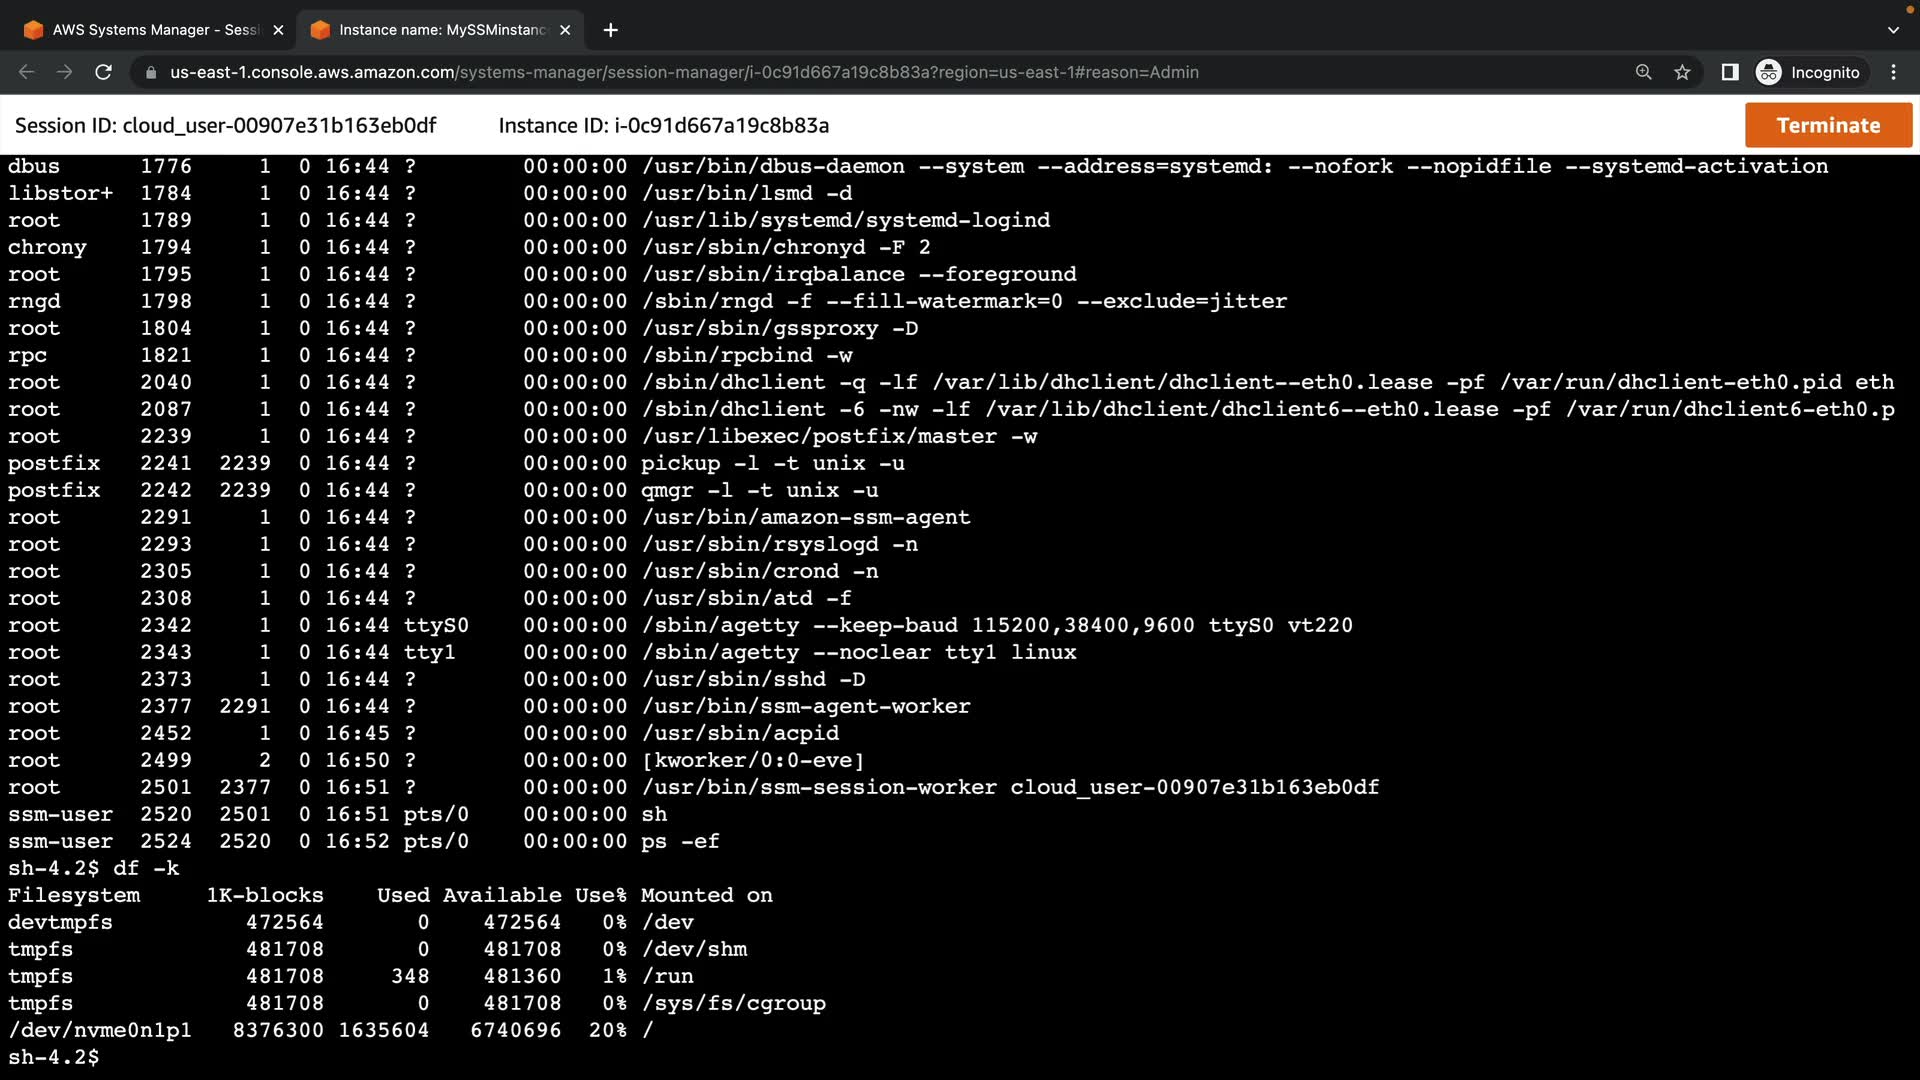 AWS Systems Manager - Sessi
Instance name: MySSMinstanc
us-east-1.console.aws.amazon.com/systems-manager/session-manager/i-0c91d667a19c8b83a?region=us-east-1#reason=Admin
Incognito
Session ID: cloud_user-00907e31b163eb0df Instance ID: i-0c91d667a19c8b83a Terminate
dbus 1776 1 0 16:44 ? 00:00:00 /usr/bin/dbus-daemon --system --address=systemd: --nofork --nopidfile --systemd-activation
libstor+ 1784 1 0 16:44 ? 00:00:00 /usr/bin/lsmd -d
root 1789 1 0 16:44 ? 00:00:00 /usr/lib/systemd/systemd-logind
chrony 1794 1 0 16:44 ? 00:00:00 /usr/sbin/chronyd -F 2
root 1795 1 0 16:44 ? 00:00:00 /usr/sbin/irqbalance --foreground
rngd 1798 1 0 16:44 ? 00:00:00 /sbin/rngd -f --fill-watermark=0 --exclude=jitter
root 1804 1 0 16:44 ? 00:00:00 /usr/sbin/gssproxy -D
rpc 1821 1 0 16:44 ? 00:00:00 /sbin/rpcbind -w
root 2040 1 0 16:44 ? 00:00:00 /sbin/dhclient -q -lf /var/lib/dhclient/dhclient--eth0.lease -pf /var/run/dhclient-eth0.pid eth
root 2087 1 0 16:44 ? 00:00:00 /sbin/dhclient -6 -nw -lf /var/lib/dhclient/dhclient6--eth0.lease -pf /var/run/dhclient6-eth0.p
root 2239 1 0 16:44 ? 00:00:00 /usr/libexec/postfix/master -w
postfix 2241 2239 0 16:44 ? 00:00:00 pickup -l -t unix -u
postfix 2242 2239 0 16:44 ? 00:00:00 qmgr -l -t unix -u
root 2291 1 0 16:44 ? 00:00:00 /usr/bin/amazon-ssm-agent
root 2293 1 0 16:44 ? 00:00:00 /usr/sbin/rsyslogd -n
root 2305 1 0 16:44 ? 00:00:00 /usr/sbin/crond -n
root 2308 1 0 16:44 ? 00:00:00 /usr/sbin/atd -f
root 2342 1 0 16:44 ttyS0 00:00:00 /sbin/agetty --keep-baud 115200,38400,9600 ttyS0 vt220
root 2343 1 0 16:44 tty1 00:00:00 /sbin/agetty --noclear tty1 linux
root 2373 1 0 16:44 ? 00:00:00 /usr/sbin/sshd -D
root 2377 2291 0 16:44 ? 00:00:00 /usr/bin/ssm-agent-worker
root 2452 1 0 16:45 ? 00:00:00 /usr/sbin/acpid
root 2499 2 0 16:50 ? 00:00:00 [kworker/0:0-eve]
root 2501 2377 0 16:51 ? 00:00:00 /usr/bin/ssm-session-worker cloud_user-00907e31b163eb0df
ssm-user 2520 2501 0 16:51 pts/0 00:00:00 sh
ssm-user 2524 2520 0 16:52 pts/0 00:00:00 ps -ef
sh-4.2$ df -k
Filesystem 1K-blocks Used Available Use% Mounted on
devtmpfs 472564 0 472564 0% /dev
tmpfs 481708 0 481708 0% /dev/shm
tmpfs 481708 348 481360 1% /run
tmpfs 481708 0 481708 0% /sys/fs/cgroup
/dev/nvme0n1p1 8376300 1635604 6740696 20% /
sh-4.2$